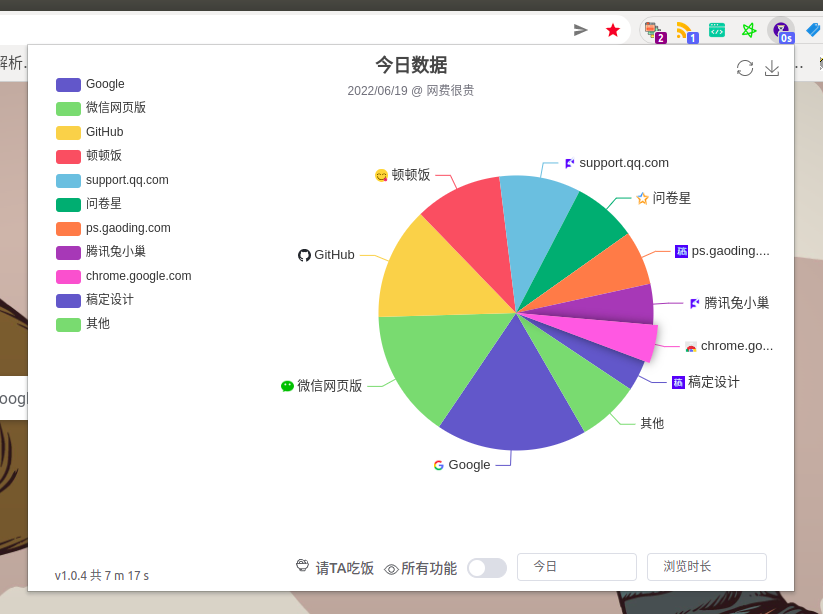 2
1
0s
解析.
..
今日数据
2022/06/19 @ 网费很贵
Google
微信网页版
GitHub
顿顿饭
support.qq.com
问卷星
ps.gaoding.com
腾讯兔小巢
chrome.google.com
稿定设计
其他
support.qq.com
顿顿饭
问卷星
GitHub
ps.gaoding....
腾讯兔小巢
chrome.go...
稿定设计
微信网页版
其他
Google
oogl
v1.0.4 共 7 m 17 s
请TA吃饭
所有功能
今日
浏览时长